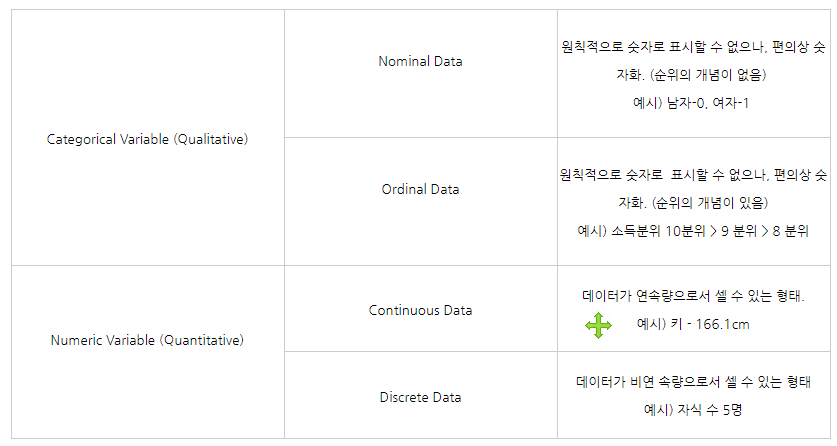 Categorical Variable (Qualitative)
Nominal Data
원칙적으로 숫자로 표시할 수 없으나, 편의상 숫
자화. (순위의 개념이 없음)
예시) 남자-0, 여자-1
Ordinal Data
원칙적으로 숫자로 표시할 수 없으나, 편의상 숫
자화. (순위의 개념이 있음)
예시) 소득분위 10분위 > 9 분위 > 8 분위
Numeric Variable (Quantitative)
Continuous Data
데이터가 연속량으로서 셀 수 있는 형태.
예시) 키 - 166.1cm
Discrete Data
데이터가 비연 속량으로서 셀 수 있는 형태
예시) 자식 수 5명